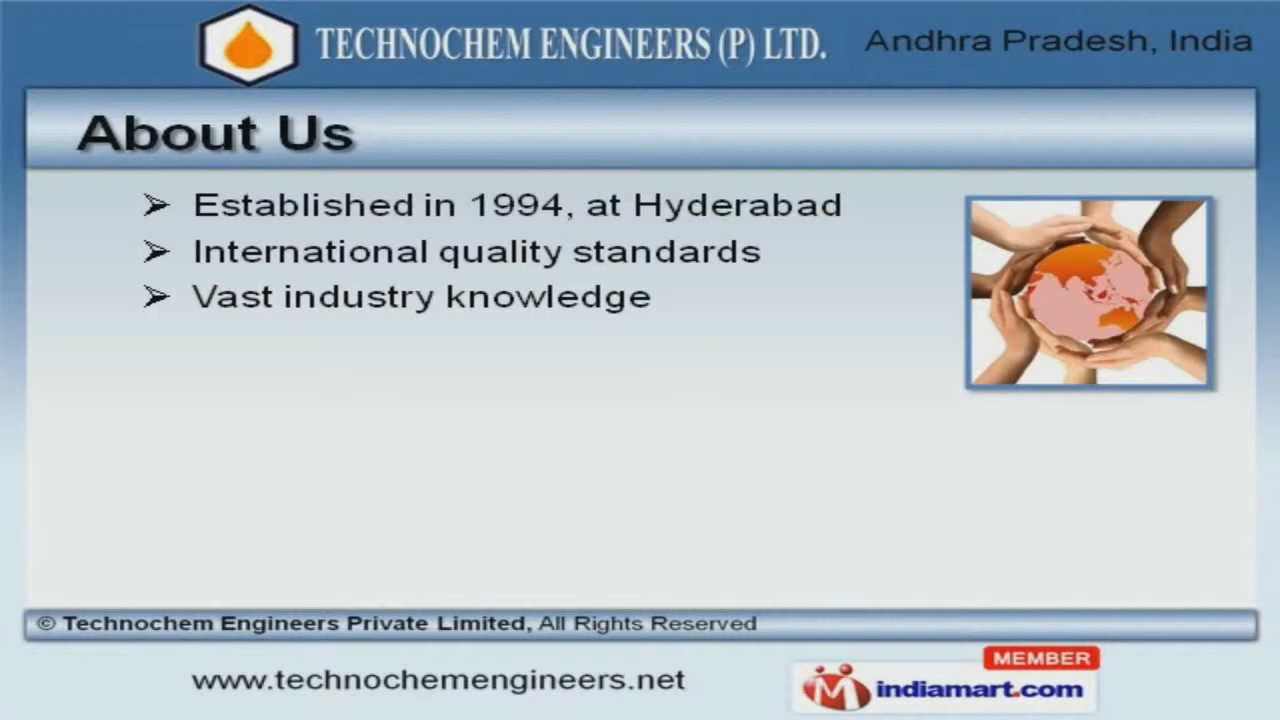 TECHNOCHEM ENGINEERS (P) LTD.
Andhra Pradesh, India
About Us
Established in 1994, at Hyderabad
International quality standards
Vast industry knowledge
© Technochem Engineers Private Limited, All Rights Reserved
www.technochemengineers.net
MEMBER
indiamart.com